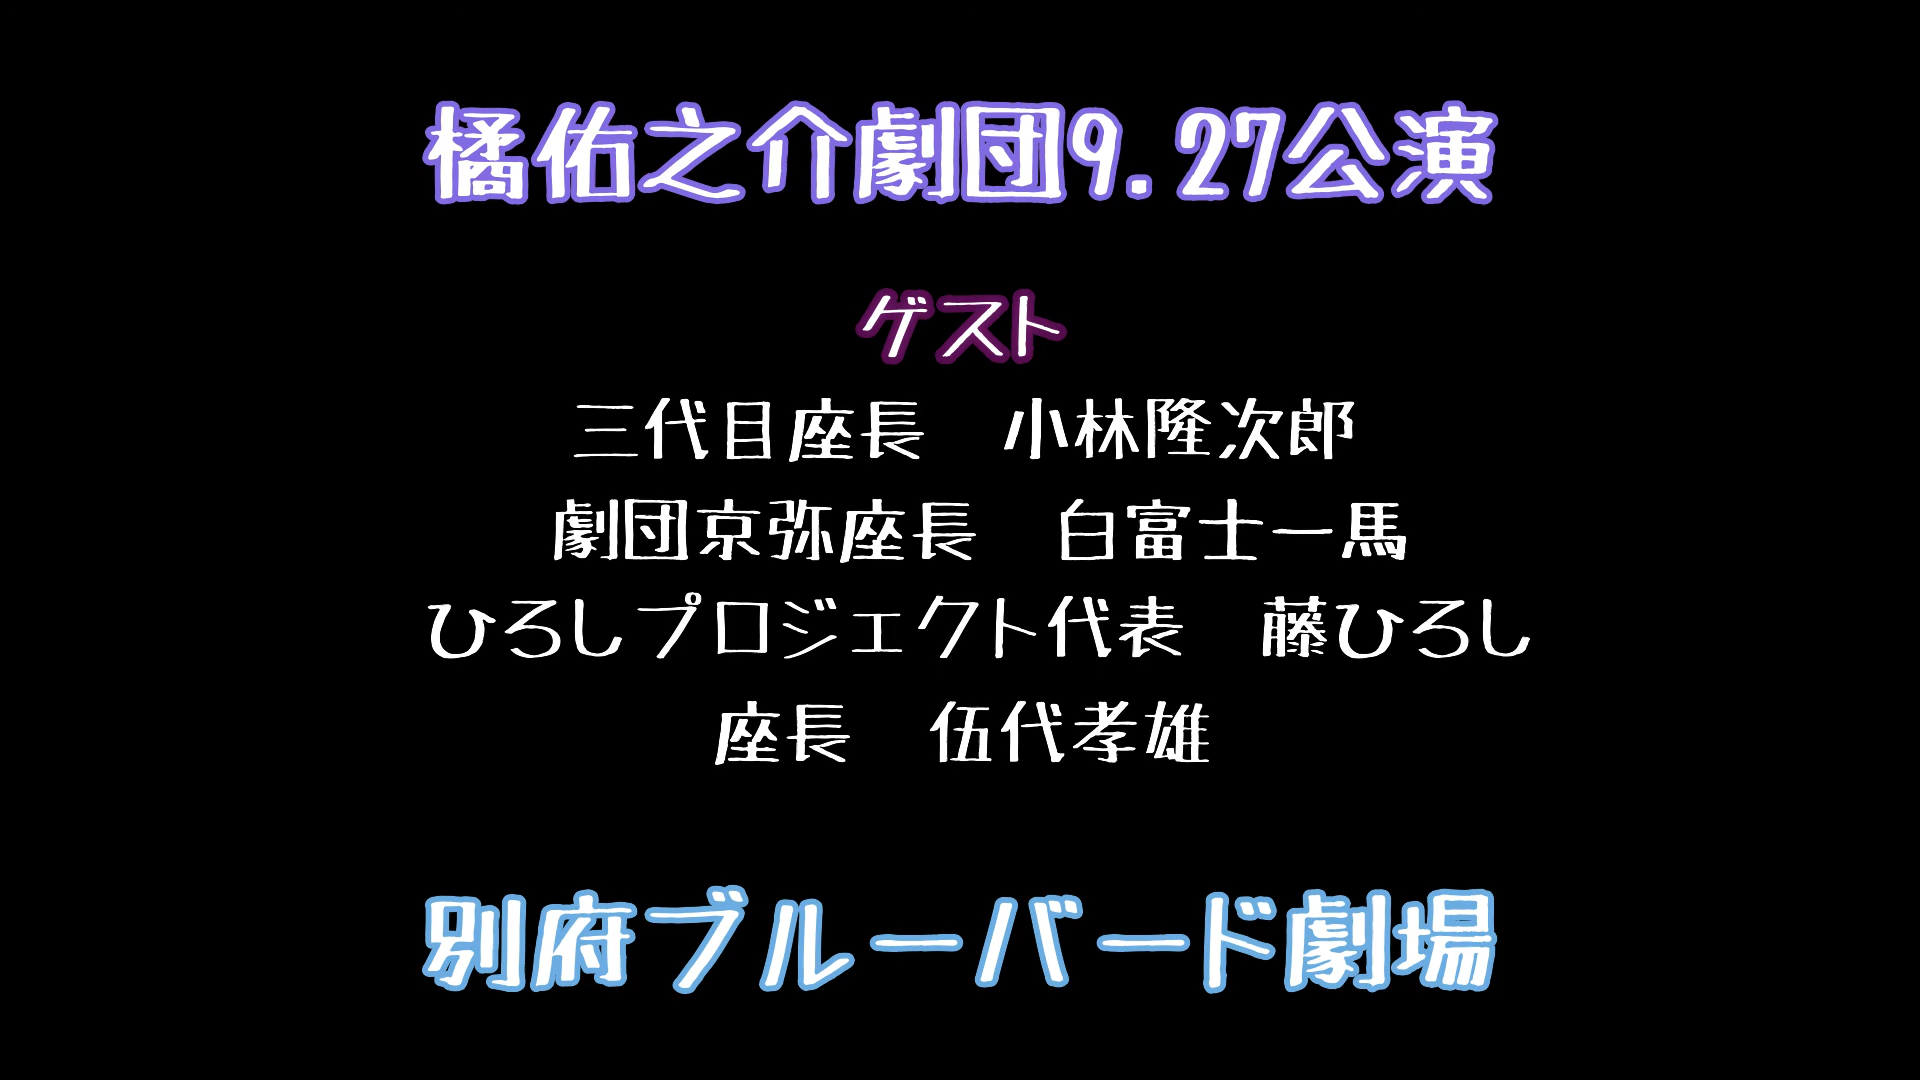 橘佑之介劇団9.27公演
ゲスト
三代目座長　小林隆次郎
劇団京弥座長　白富士一馬
ひろしプロジェクト代表　藤ひろし
座長　伍代孝雄
別府ブルーバード劇場